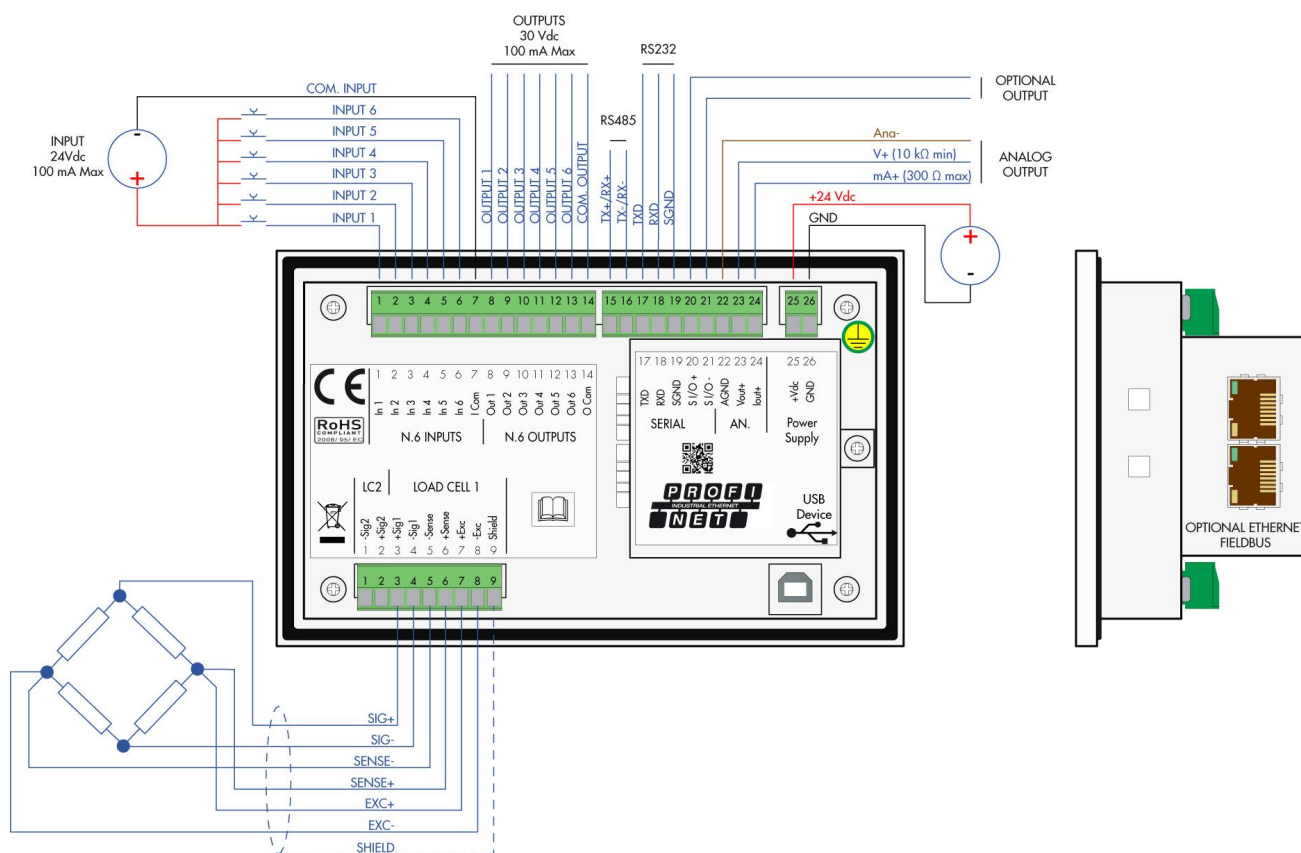 OUTPUTS
30 Vdc
100 mA Max
RS232
OPTIONAL
OUTPUT
COM. INPUT
INPUT 6
INPUT 5
INPUT 4
INPUT 3
INPUT 2
INPUT 1
INPUT
24Vdc
100 mA Max
-
+
RS485
OUTPUT 1
OUTPUT 2
OUTPUT 3
OUTPUT 4
OUTPUT 5
OUTPUT 6
COM. OUTPUT
TX+/RX+
TX-/RX-
TXD
RXD
SGND
Ana-
V+ (10 kΩ min)
mA+ (300 Ω max)
ANALOG
OUTPUT
+24 Vdc
GND
+
-
1 2 3 4 5 6 7 8 9 10 11 12 13 14
15 16 17 18 19 20 21 22 23 24
25 26
CE
RoHS
COMPLIANT
2008/ 95/ EC
1 2 3 4 5 6 7 8 9 10 11 12 13 14
In 1
In 2
In 3
In 4
In 5
In 6
I Com
Out 1
Out 2
Out 3
Out 4
Out 5
Out 6
O Com
N.6 INPUTS
N.6 OUTPUTS
17 18 19 20 21 22 23 24 25 26
TXD
RXD
SGND
S I/O +
S I/O -
AGND
Vout+
Iout+
+Vdc
GND
SERIAL
AN.
Power
Supply
PROFI
INDUSTRIAL ETHERNET
NET
USB
Device
LC2
LOAD CELL 1
-Sig2
+Sig2
+Sig1
-Sig1
-Sense
+Sense
+Exc
-Exc
Shield
1 2 3 4 5 6 7 8 9
1 2 3 4 5 6 7 8 9
OPTIONAL ETHERNET
FIELDBUS
SIG+
SIG-
SENSE-
SENSE+
EXC+
EXC-
SHIELD